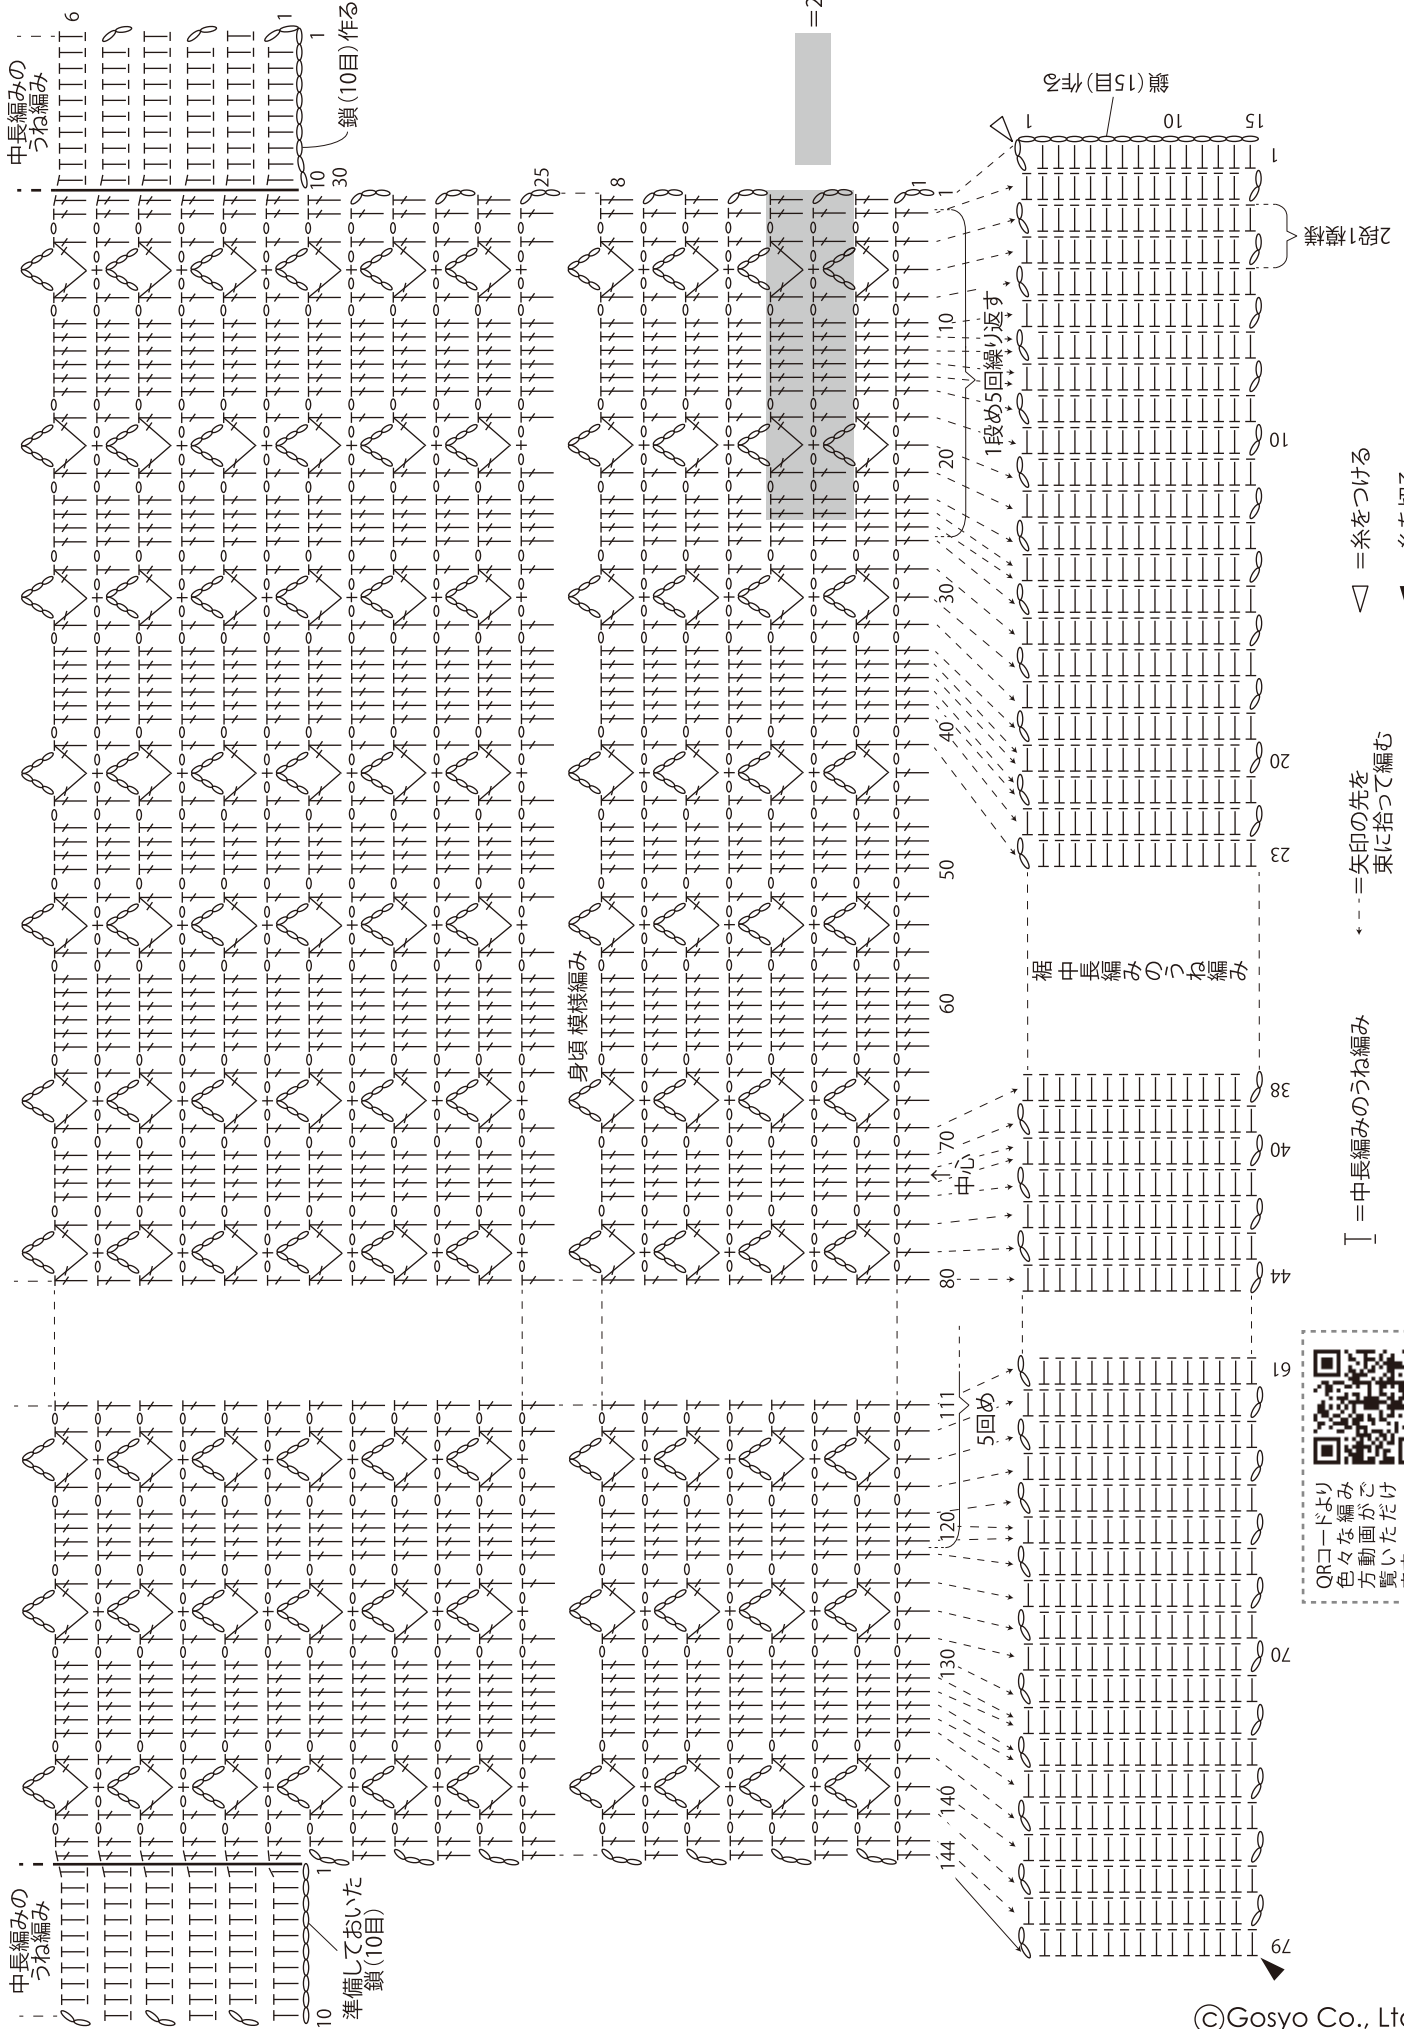 中長編みの
うね編み
6
1
1
鎖(10目)作る
10
30
25
8
1
=2
1
10
20
30
40
50
60
70
80
111
120
130
140
144
1段め5回繰り返す
身頃 模様編み
中心
5回め
中長編みの
うね編み
1
10
準備しておいた
鎖(10目)
鎖(15目)作る
1
10
15
1
2段1模様
10
20
23
裾 中長編みのうね編み
38
40
44
61
70
79
=糸をつける
=矢印の先を
束に拾って編む
=中長編みのうね編み
QRコードより
色々な編み
方動画がご
覧いただけ
©Gosyo Co., Ltd